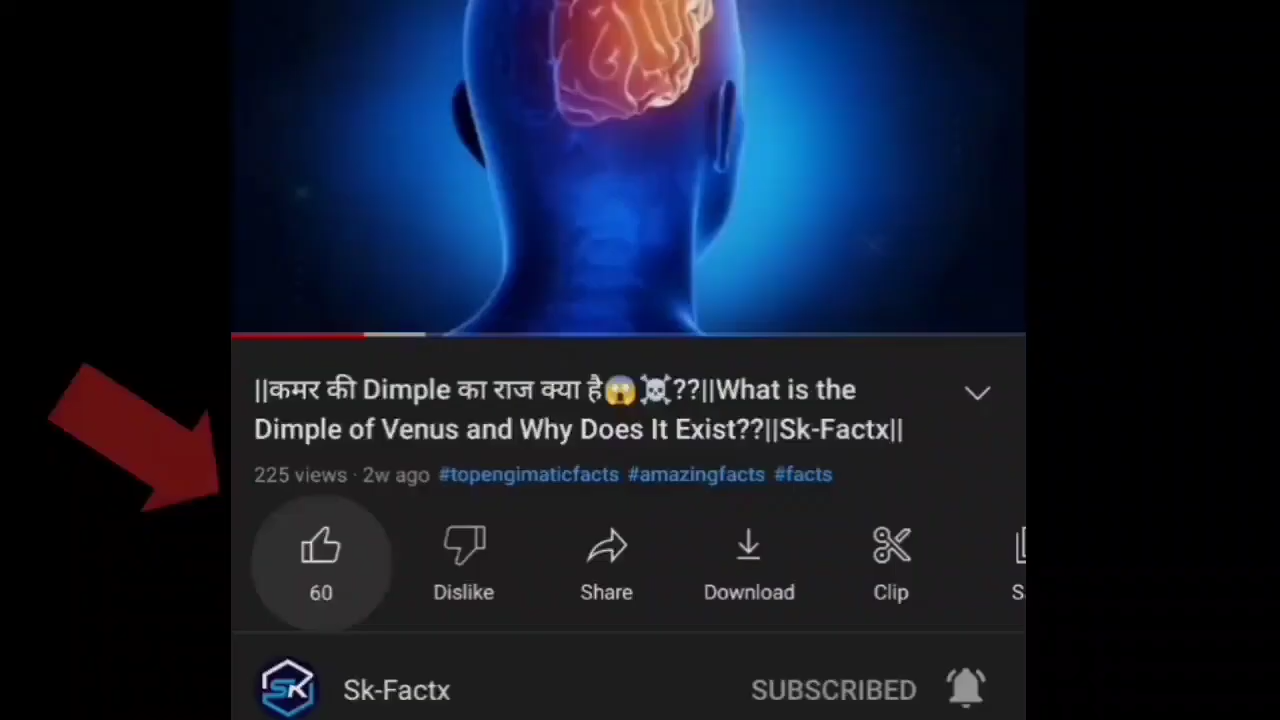 ||कमर की Dimple का राज क्या है😱☠️??||What is the
Dimple of Venus and Why Does It Exist??||Sk-Factx||
225 views · 2w ago #topengimaticfacts #amazingfacts #facts
60 Dislike Share Download Clip
SK Sk-Factx SUBSCRIBED